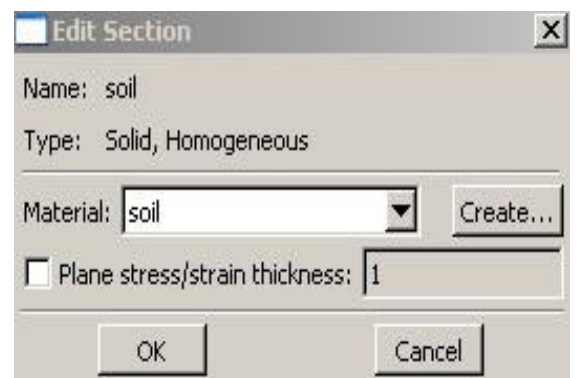 Edit Section
Name: soil
Type: Solid, Homogeneous
Material: soil Create...
Plane stress/strain thickness: 1
OK Cancel